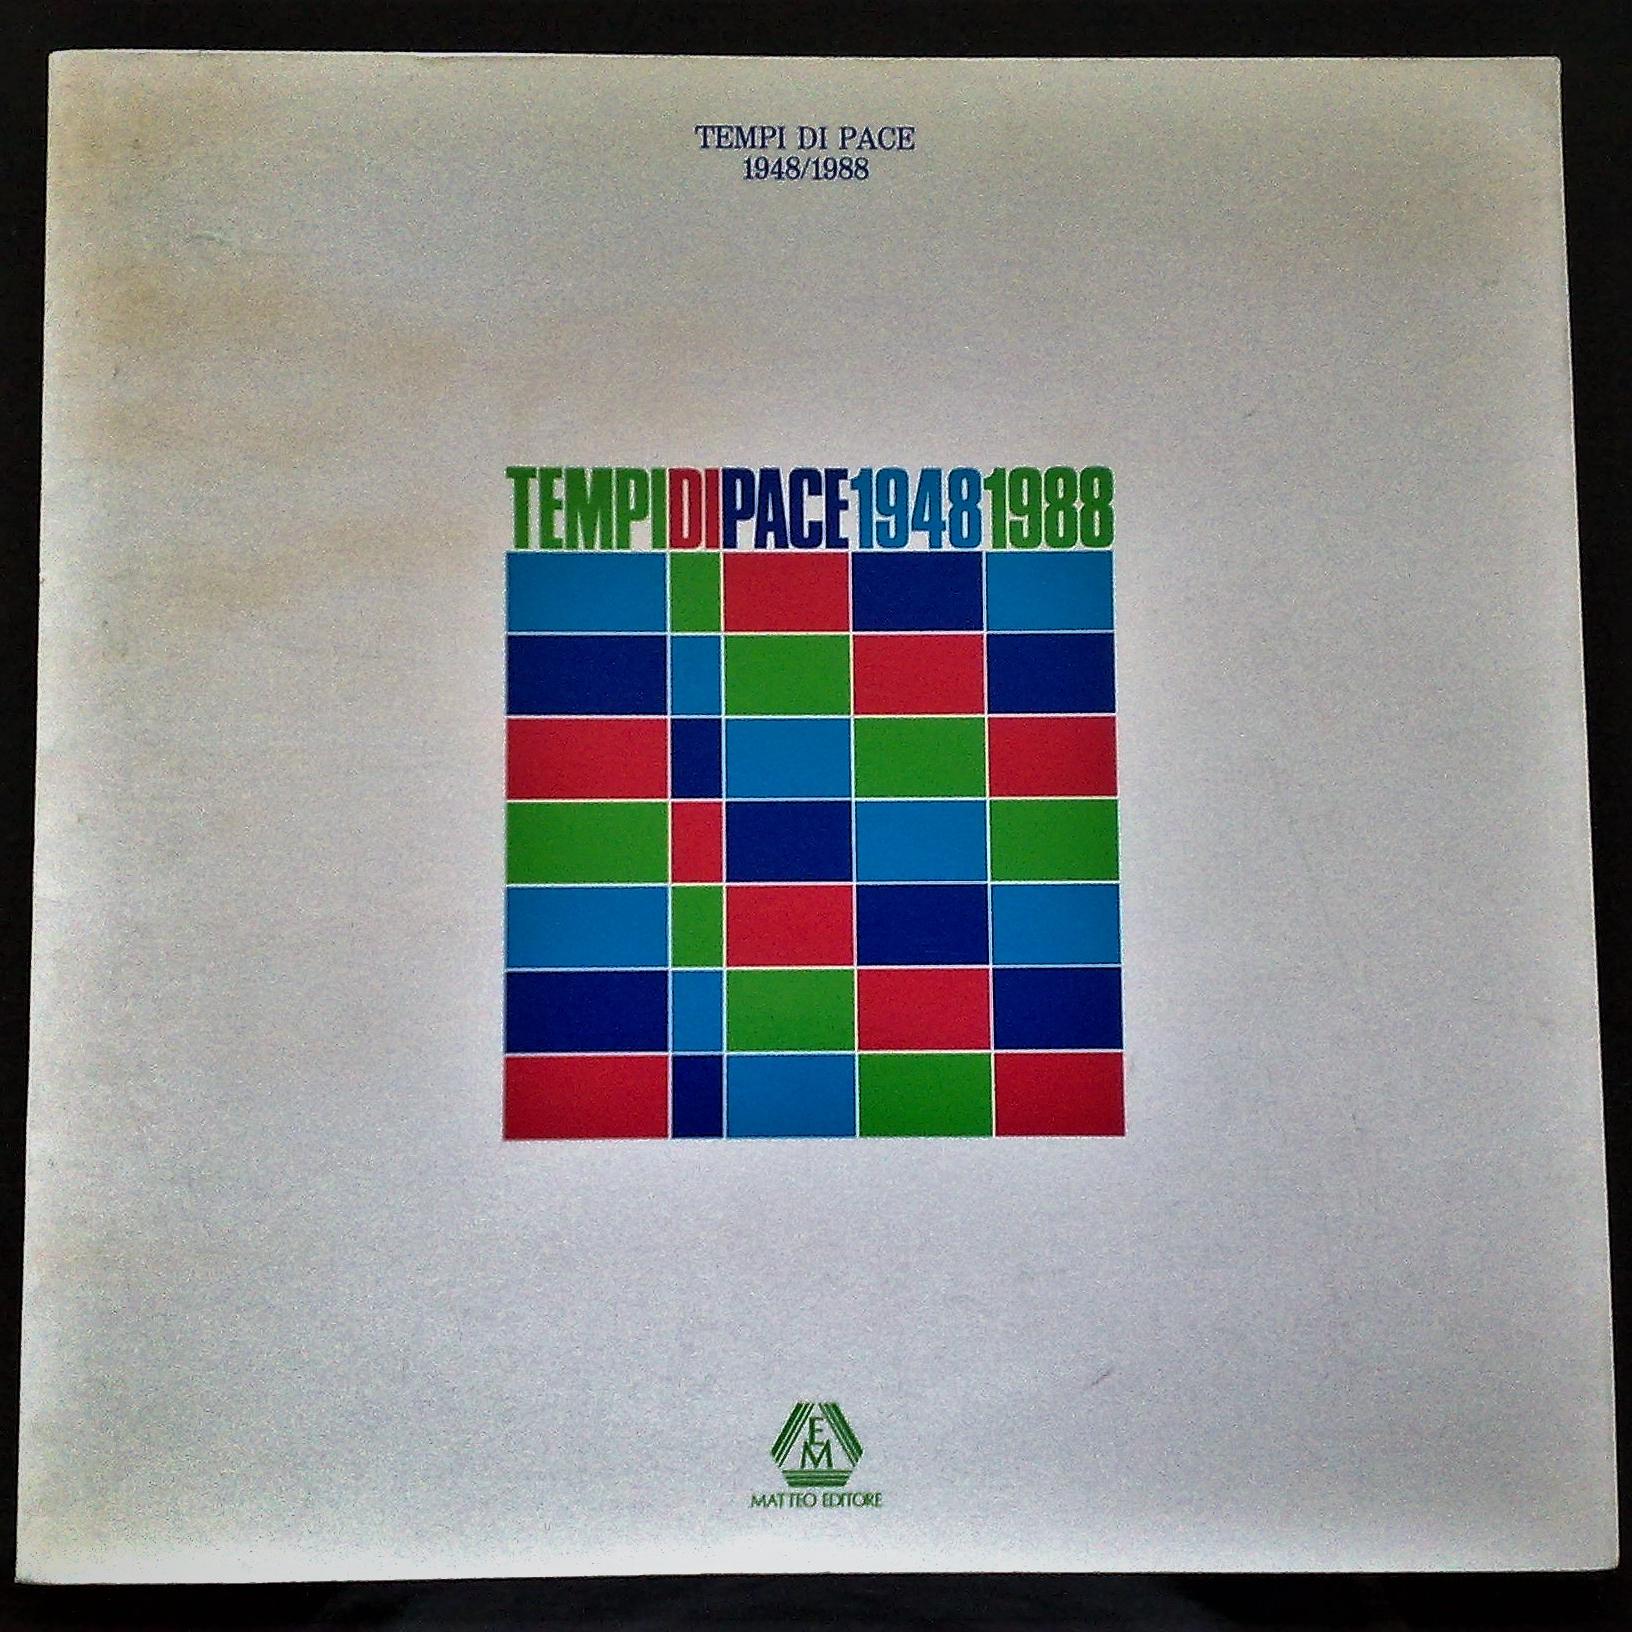 TEMPI DI PACE
1948/1988
TEMPIDIPACE19481988
EM
MATTEO EDITORE